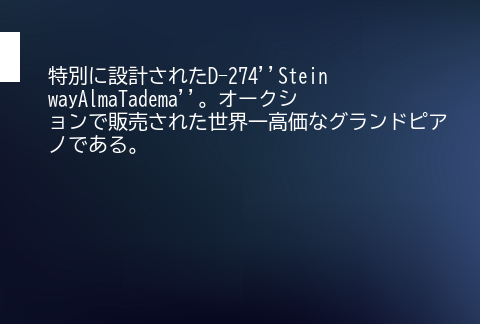 特別に設計されたD-274’’Stein
wayAlmaTadema’’。オークシ
ョンで販売された世界一高価なグランドピア
ノである。